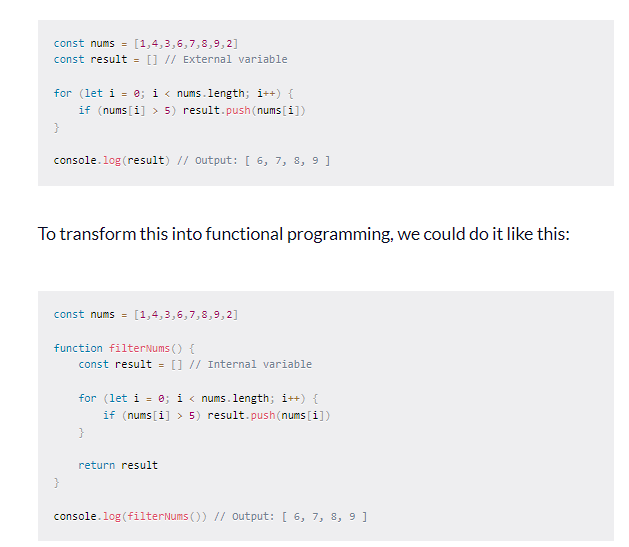 const nums = [1,4,3,6,7,8,9,2]
const result = [] // External variable
for (let i = 0; i < nums.length; i++) {
if (nums[i] > 5) result.push(nums[i])
}
console.log(result) // Output: [ 6, 7, 8, 9 ]
To transform this into functional programming, we could do it like this:
const nums = [1,4,3,6,7,8,9,2]
function filterNums() {
const result = [] // Internal variable
for (let i = 0; i < nums.length; i++) {
if (nums[i] > 5) result.push(nums[i])
}
return result
}
console.log(filterNums()) // Output: [ 6, 7, 8, 9 ]